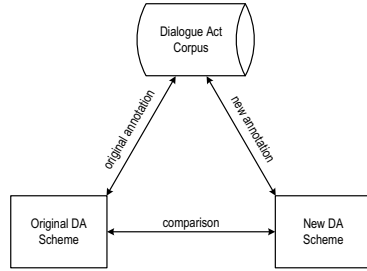 Dialogue Act
Corpus
original annotation
new annotation
Original DA
Scheme
comparison
New DA
Scheme